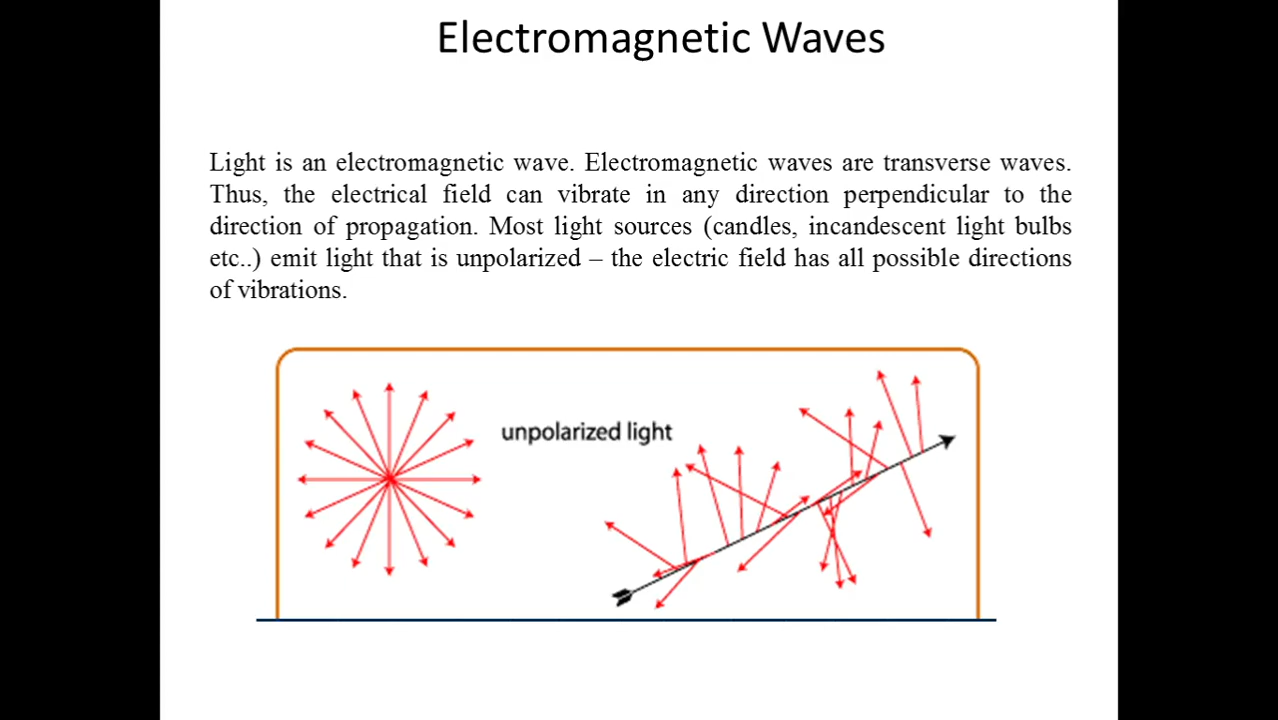 Electromagnetic Waves
Light is an electromagnetic wave. Electromagnetic waves are transverse waves.
Thus, the electrical field can vibrate in any direction perpendicular to the
direction of propagation. Most light sources (candles, incandescent light bulbs
etc..) emit light that is unpolarized – the electric field has all possible directions
of vibrations.
unpolarized light